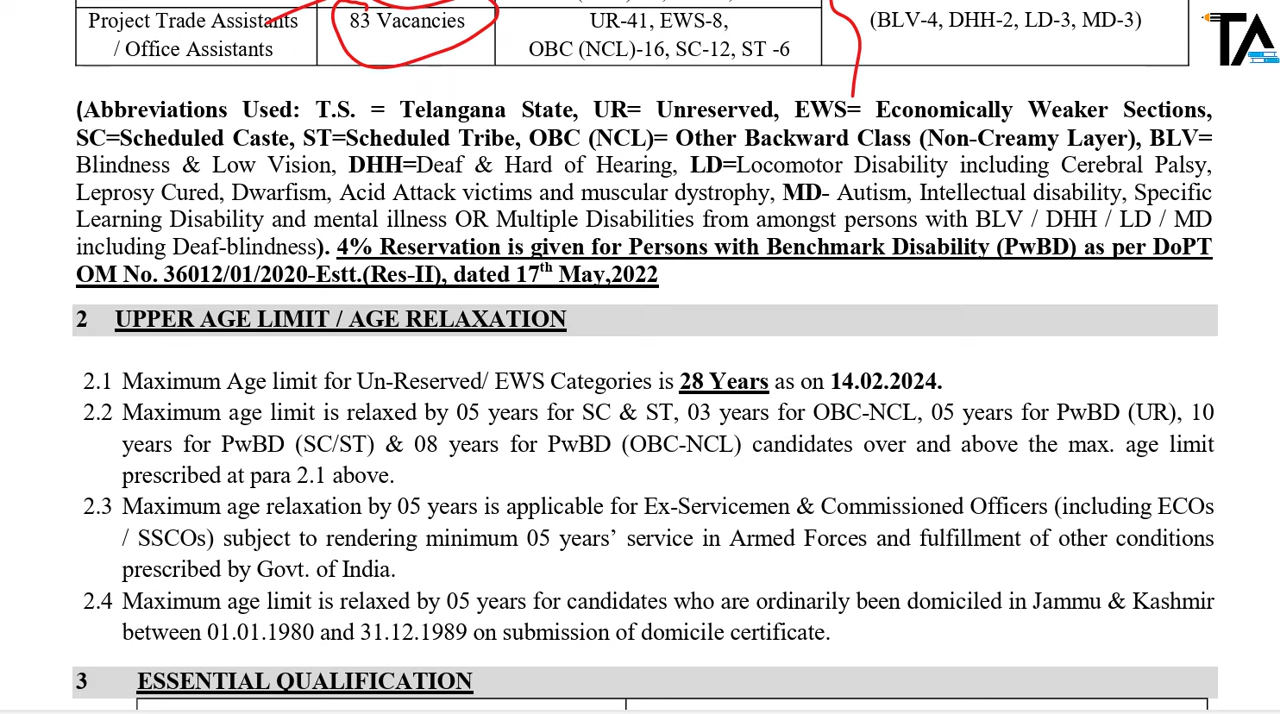 Project Trade Assistants
/ Office Assistants
83 Vacancies
UR-41, EWS-8,
OBC (NCL)-16, SC-12, ST -6
(BLV-4, DHH-2, LD-3, MD-3)
TA
(Abbreviations Used: T.S. = Telangana State, UR= Unreserved, EWS= Economically Weaker Sections,
SC=Scheduled Caste, ST=Scheduled Tribe, OBC (NCL)= Other Backward Class (Non-Creamy Layer), BLV=
Blindness & Low Vision, DHH=Deaf & Hard of Hearing, LD=Locomotor Disability including Cerebral Palsy,
Leprosy Cured, Dwarfism, Acid Attack victims and muscular dystrophy, MD- Autism, Intellectual disability, Specific
Learning Disability and mental illness OR Multiple Disabilities from amongst persons with BLV / DHH / LD / MD
including Deaf-blindness). 4% Reservation is given for Persons with Benchmark Disability (PwBD) as per DoPT
OM No. 36012/01/2020-Estt.(Res-II), dated 17th May,2022
2 UPPER AGE LIMIT / AGE RELAXATION
2.1 Maximum Age limit for Un-Reserved/ EWS Categories is 28 Years as on 14.02.2024.
2.2 Maximum age limit is relaxed by 05 years for SC & ST, 03 years for OBC-NCL, 05 years for PwBD (UR), 10
years for PwBD (SC/ST) & 08 years for PwBD (OBC-NCL) candidates over and above the max. age limit
prescribed at para 2.1 above.
2.3 Maximum age relaxation by 05 years is applicable for Ex-Servicemen & Commissioned Officers (including ECOs
/ SSCOs) subject to rendering minimum 05 years’ service in Armed Forces and fulfillment of other conditions
prescribed by Govt. of India.
2.4 Maximum age limit is relaxed by 05 years for candidates who are ordinarily been domiciled in Jammu & Kashmir
between 01.01.1980 and 31.12.1989 on submission of domicile certificate.
3 ESSENTIAL QUALIFICATION